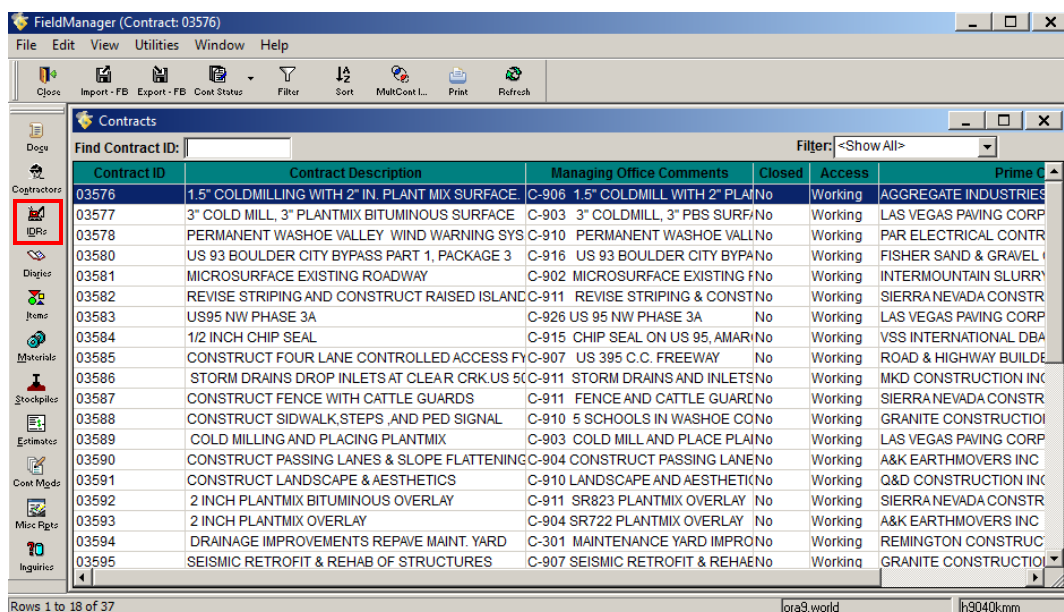 FieldManager (Contract: 03576)
File Edit View Utilities Window Help
Close Import - FB Export - FB Cont Status Filter Sort MultCont I... Print Refresh
Contracts
Docu
Find Contract ID: Filter: <Show All>
Contract ID Contract Description Managing Office Comments Closed Access Prime C
Contractors
03576 1.5" COLDMILLING WITH 2" IN. PLANT MIX SURFACE. C-906 1.5" COLDMILL WITH 2" PLAN No Working AGGREGATE INDUSTRIES
03577 3" COLD MILL, 3" PLANTMIX BITUMINOUS SURFACE C-903 3" COLDMILL, 3" PBS SURFA No Working LAS VEGAS PAVING CORP
IDRs
03578 PERMANENT WASHOE VALLEY WIND WARNING SYS C-910 PERMANENT WASHOE VALL No Working PAR ELECTRICAL CONTR
03580 US 93 BOULDER CITY BYPASS PART 1, PACKAGE 3 C-916 US 93 BOULDER CITY BYPA No Working FISHER SAND & GRAVEL
Diaries
03581 MICROSURFACE EXISTING ROADWAY C-902 MICROSURFACE EXISTING R No Working INTERMOUNTAIN SLURRY
03582 REVISE STRIPING AND CONSTRUCT RAISED ISLAND C-911 REVISE STRIPING & CONST No Working SIERRA NEVADA CONSTR
Items
03583 US95 NW PHASE 3A C-926 US 95 NW PHASE 3A No Working LAS VEGAS PAVING CORP
03584 1/2 INCH CHIP SEAL C-915 CHIP SEAL ON US 95, AMAR No Working VSS INTERNATIONAL DBA
Materials
03585 CONSTRUCT FOUR LANE CONTROLLED ACCESS FY C-907 US 395 C.C. FREEWAY No Working ROAD & HIGHWAY BUILDE
03586 STORM DRAINS DROP INLETS AT CLEAR CRK.US 50 C-911 STORM DRAINS AND INLETS No Working MKD CONSTRUCTION INC
Stockpiles
03587 CONSTRUCT FENCE WITH CATTLE GUARDS C-911 FENCE AND CATTLE GUARD No Working SIERRA NEVADA CONSTR
03588 CONSTRUCT SIDWALK,STEPS ,AND PED SIGNAL C-910 5 SCHOOLS IN WASHOE CO No Working GRANITE CONSTRUCTION
Estimates
03589 COLD MILLING AND PLACING PLANTMIX C-903 COLD MILL AND PLACE PLAN No Working LAS VEGAS PAVING CORP
03590 CONSTRUCT PASSING LANES & SLOPE FLATTENING C-904 CONSTRUCT PASSING LANE No Working A&K EARTHMOVERS INC
Cont Mods
03591 CONSTRUCT LANDSCAPE & AESTHETICS C-910 LANDSCAPE AND AESTHETIC No Working Q&D CONSTRUCTION INC
03592 2 INCH PLANTMIX BITUMINOUS OVERLAY C-911 SR823 PLANTMIX OVERLAY No Working SIERRA NEVADA CONSTR
Misc Rpts
03593 2 INCH PLANTMIX OVERLAY C-904 SR722 PLANTMIX OVERLAY No Working A&K EARTHMOVERS INC
03594 DRAINAGE IMPROVEMENTS REPAVE MAINT. YARD C-301 MAINTENANCE YARD IMPRO No Working REMINGTON CONSTRUCT
Inquiries
03595 SEISMIC RETROFIT & REHAB OF STRUCTURES C-907 SEISMIC RETROFIT & REHAB No Working GRANITE CONSTRUCTION
Rows 1 to 18 of 37 ora9.world h9040kmm